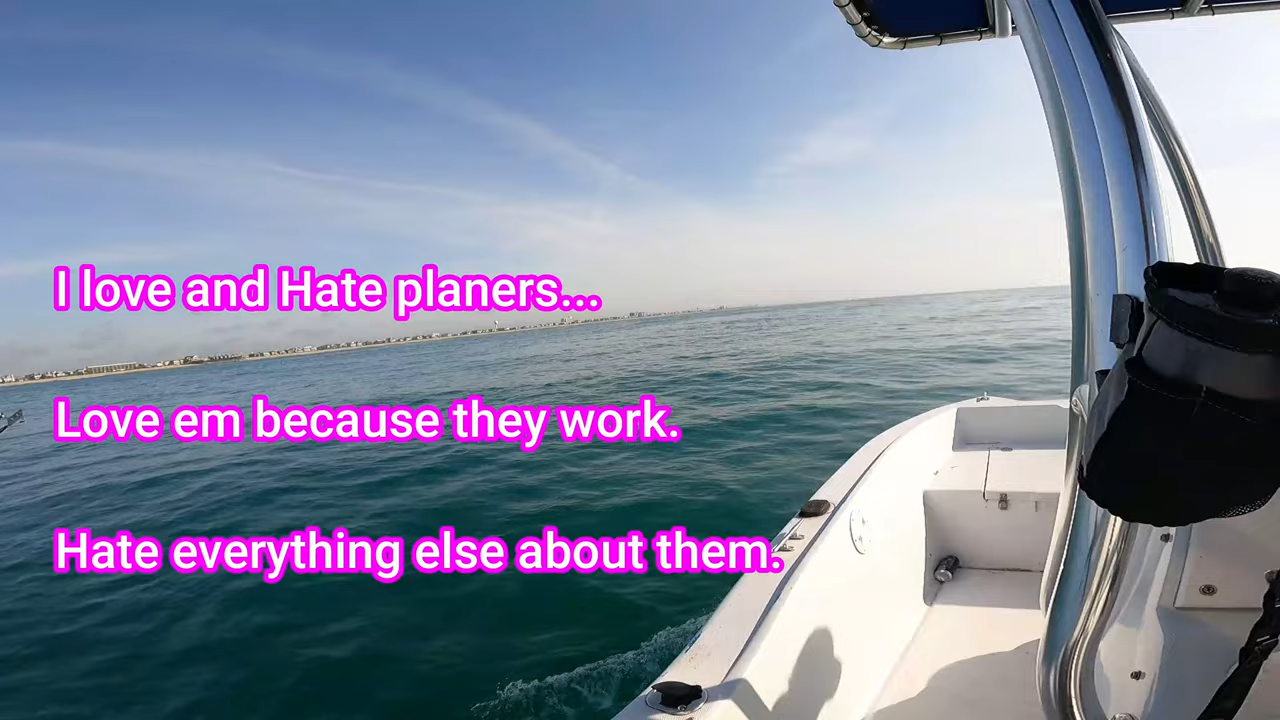 I love and Hate planers...
Love em because they work.
Hate everything else about them.